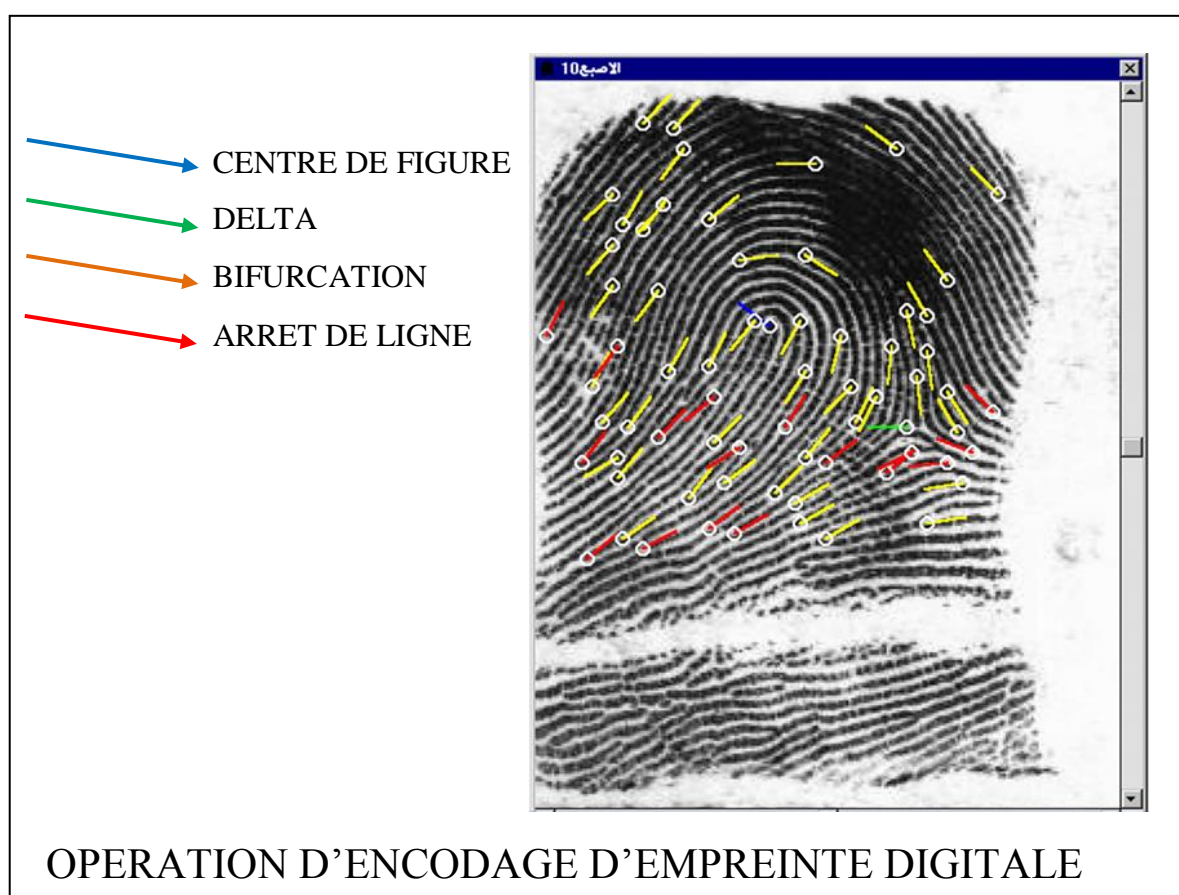 الاصبع10
CENTRE DE FIGURE
DELTA
BIFURCATION
ARRET DE LIGNE
OPERATION D’ENCODAGE D’EMPREINTE DIGITALE